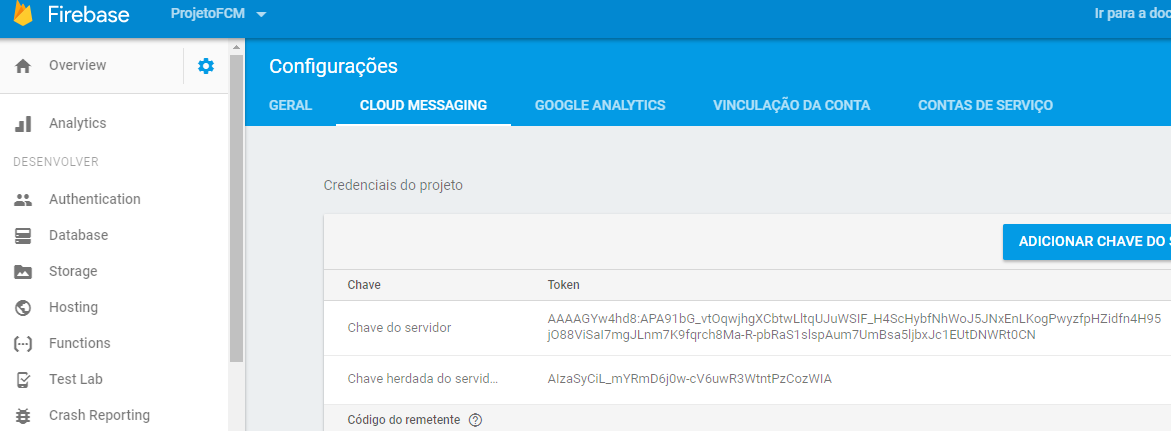 Firebase ProjetoFCM Ir para a doc
Overview
Configurações
GERAL CLOUD MESSAGING GOOGLE ANALYTICS VINCULAÇÃO DA CONTA CONTAS DE SERVIÇO
Analytics
DESENVOLVER
Authentication
Database
Storage
Hosting
Functions
Test Lab
Crash Reporting
Credenciais do projeto
ADICIONAR CHAVE DO S
Chave Token
Chave do servidor
AAAAGYw4hd8:APA91bG_vtOqwjhgXCbtwLltqUJuWSIF_H4ScHybfNhWoJ5JNxEnLKogPwyzfpHZidfn4H95
jO88ViSaI7mgJLnm7K9fqrch8Ma-R-pbRaS1slspAum7UmBsa5ljbxJc1EUtDNWRt0CN
Chave herdada do servid... AIzaSyCiL_mYRmD6j0w-cV6uwR3WtntPzCozWIA
Código do remetente ?